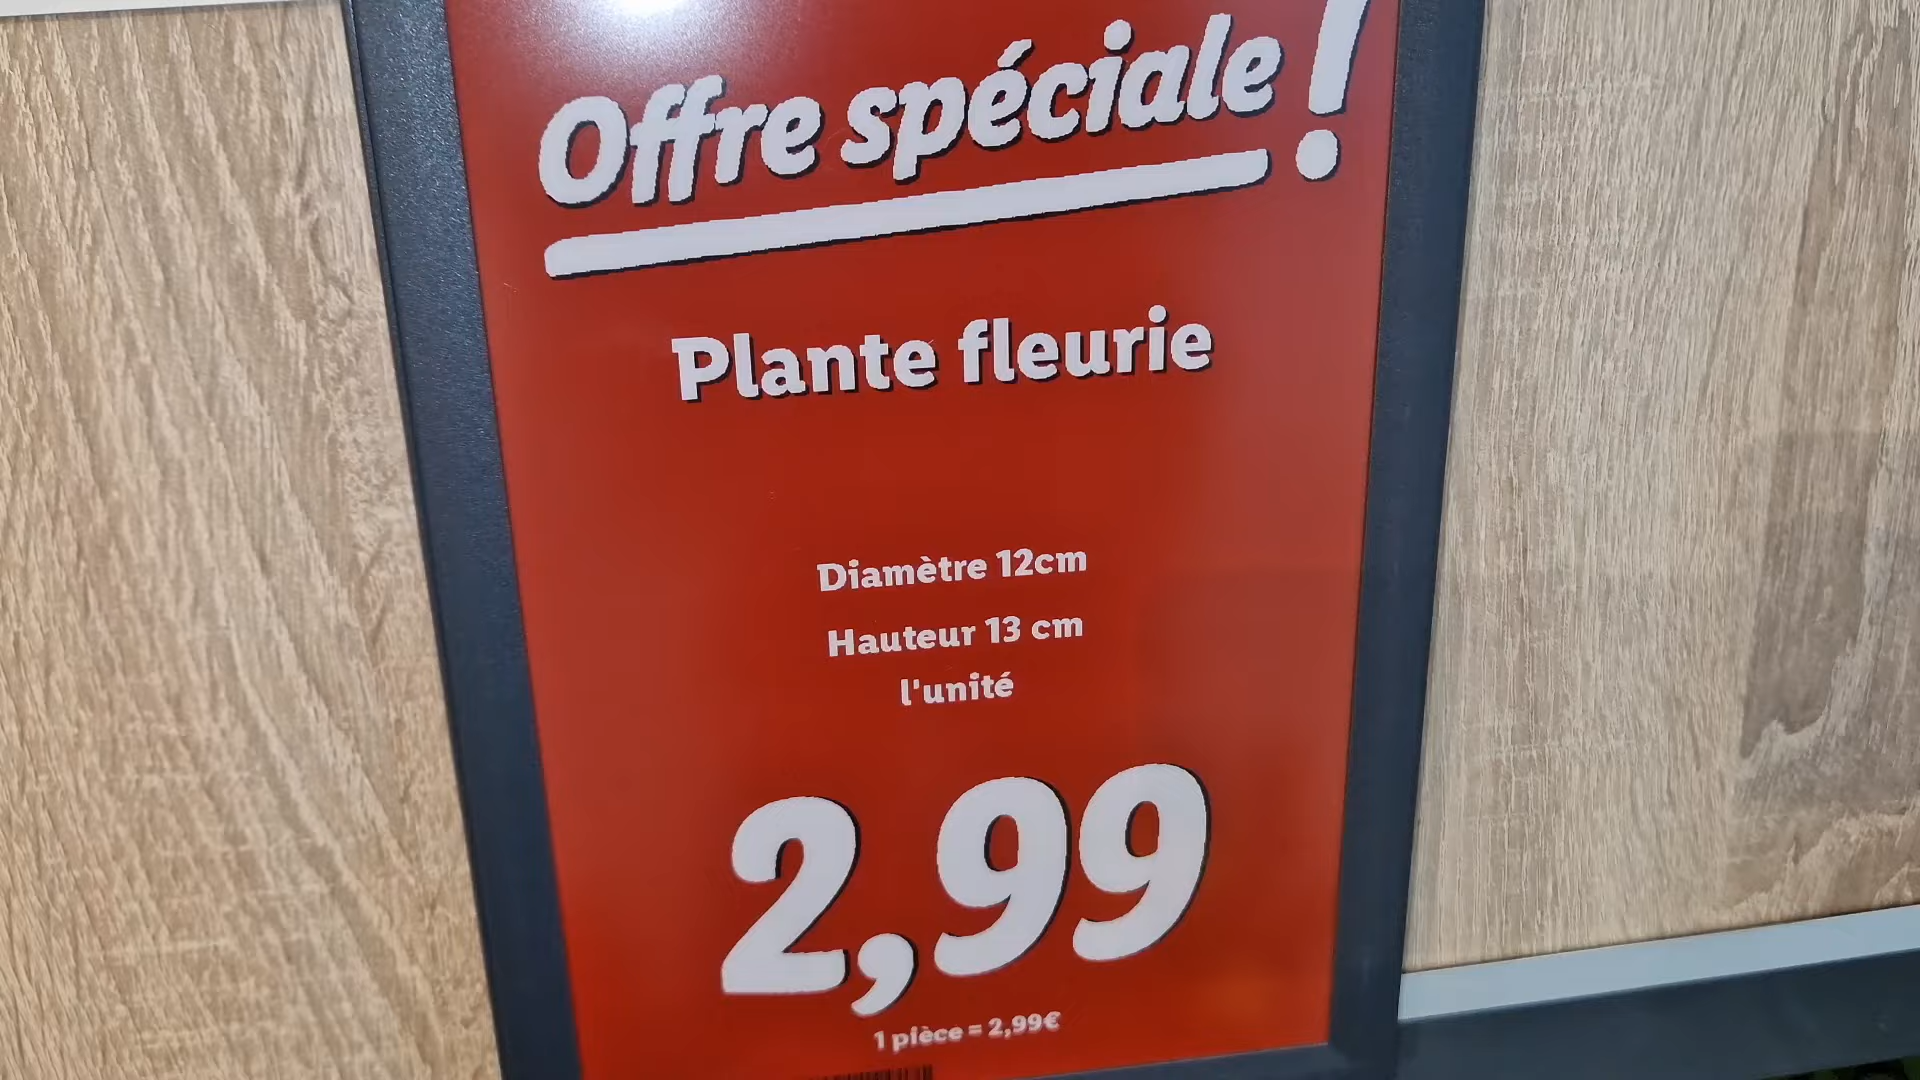 Offre spéciale !
Plante fleurie
Diamètre 12cm
Hauteur 13 cm
l'unité
2,99
1 pièce = 2,99€